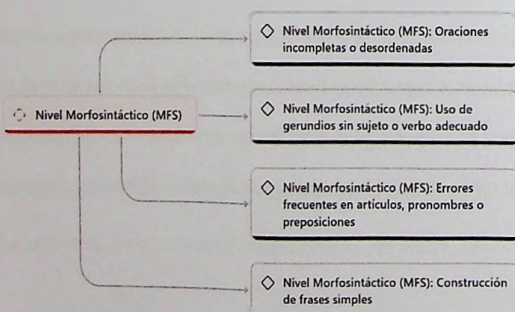 Nivel Morfosintáctico (MFS): Oraciones
incompletas o desordenadas
Nivel Morfosintáctico (MFS)
Nivel Morfosintáctico (MFS): Uso de
gerundios sin sujeto o verbo adecuado
Nivel Morfosintáctico (MFS): Errores
frecuentes en artículos, pronombres o
preposiciones
Nivel Morfosintáctico (MFS): Construcción
de frases simples